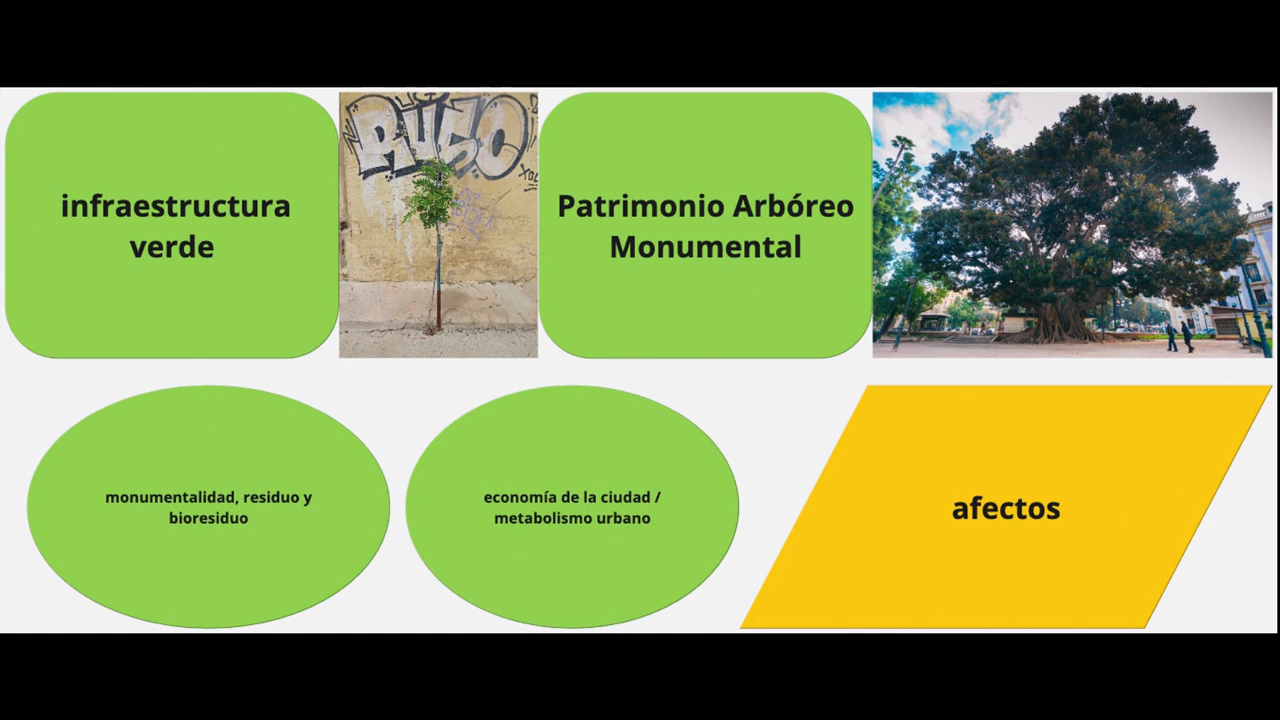 infraestructura
verde
Patrimonio Arbóreo
Monumental
monumentalidad, residuo y
bioresiduo
economía de la ciudad /
metabolismo urbano
afectos